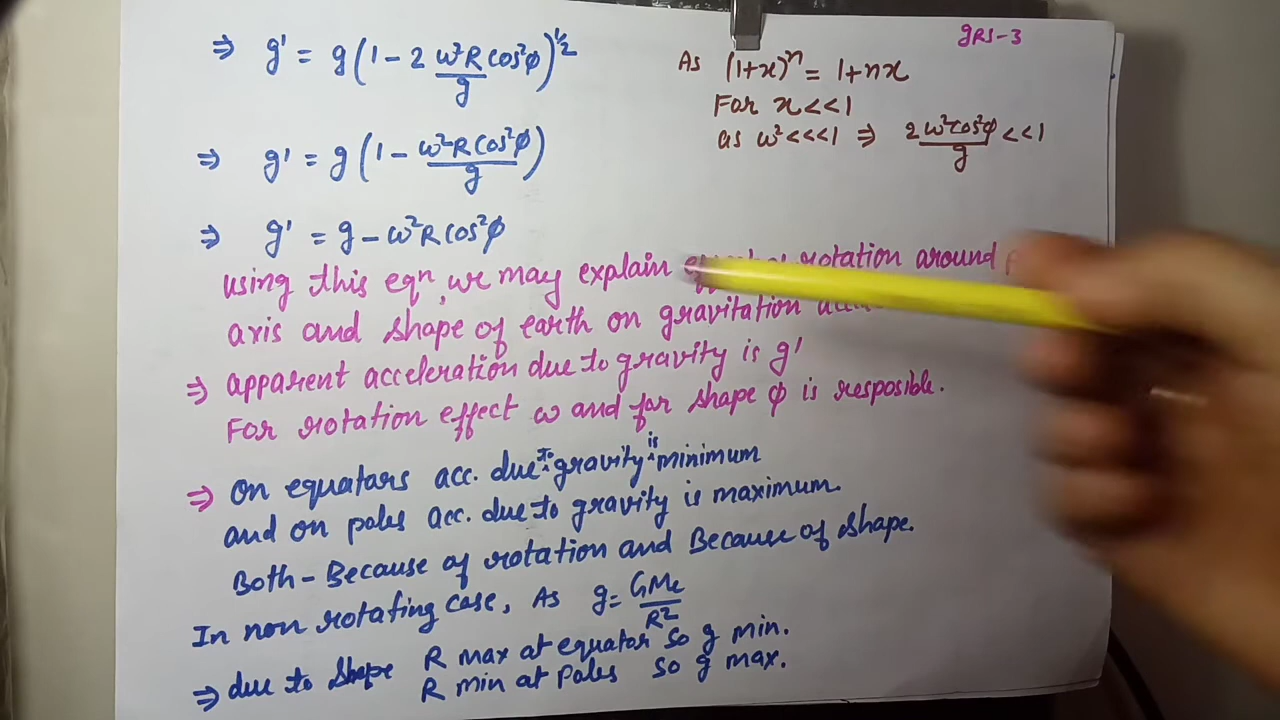 gRS-3
⇒ g' = g(1 - 2 ω²R Cos²φ / g)^1/2
As (1+x)ⁿ = 1+nx
For x<<1
as ω²<<<1 ⇒ 2ω²cos²φ / g <<1
⇒ g' = g(1 - ω²R Cos²φ / g)
⇒ g' = g - ω²R Cos²φ
using this eqⁿ, we may explain rotation around
axis and shape of earth on gravitation
⇒ apparent acceleration due to gravity is g'
For rotation effect ω and for shape φ is resposible.
⇒ on equatars acc. due to gravity is minimum
and on poles acc. due to gravity is maximum.
Both - Because of rotation and Because of shape.
In non rotating case, As g = GMe / R²
⇒ due to shape R max at equator so g min.
R min at poles so g max.